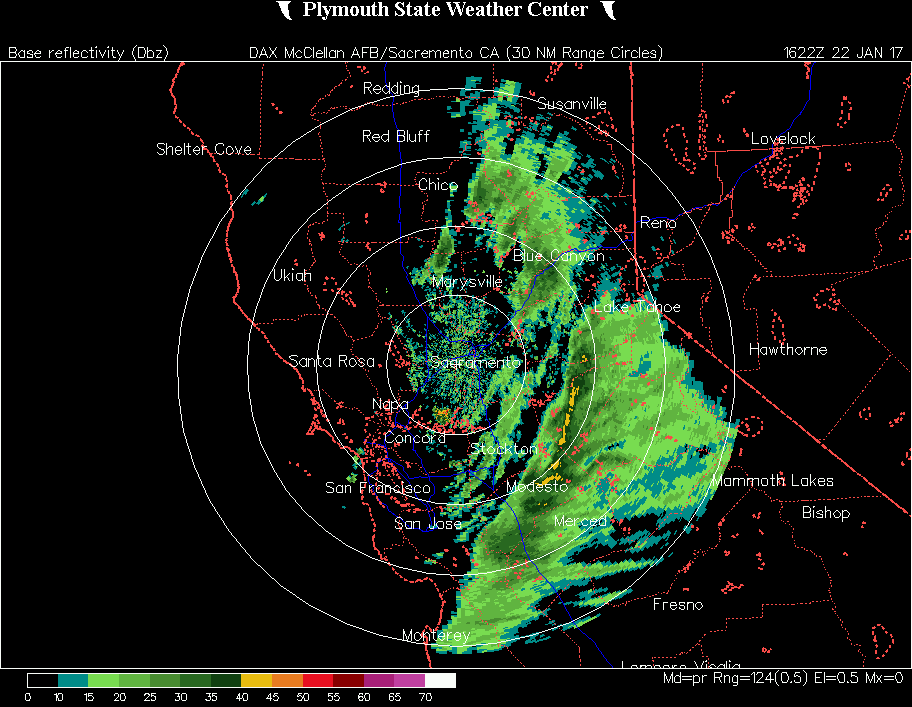 Plymouth State Weather Center
Base reflectivity (Dbz) DAX McClellan AFB/Sacremento CA (30 NM Range Circles) 1622Z 22 JAN 17
Redding
Susanville
Red Bluff
Lovelock
Shelter Cove
Chico
Reno
Blue Canyon
Ukiah
Marysville
Lake Tahoe
Hawthorne
Santa Rosa
Sacramento
Napa
Concord
Stockton
Mammoth Lakes
San Francisco
Modesto
Bishop
San Jose
Merced
Fresno
Monterey
Lemoore Visalia
Md=pr Rng=124(0.5) El=0.5 Mx=0
0 10 15 20 25 30 35 40 45 50 55 60 65 70